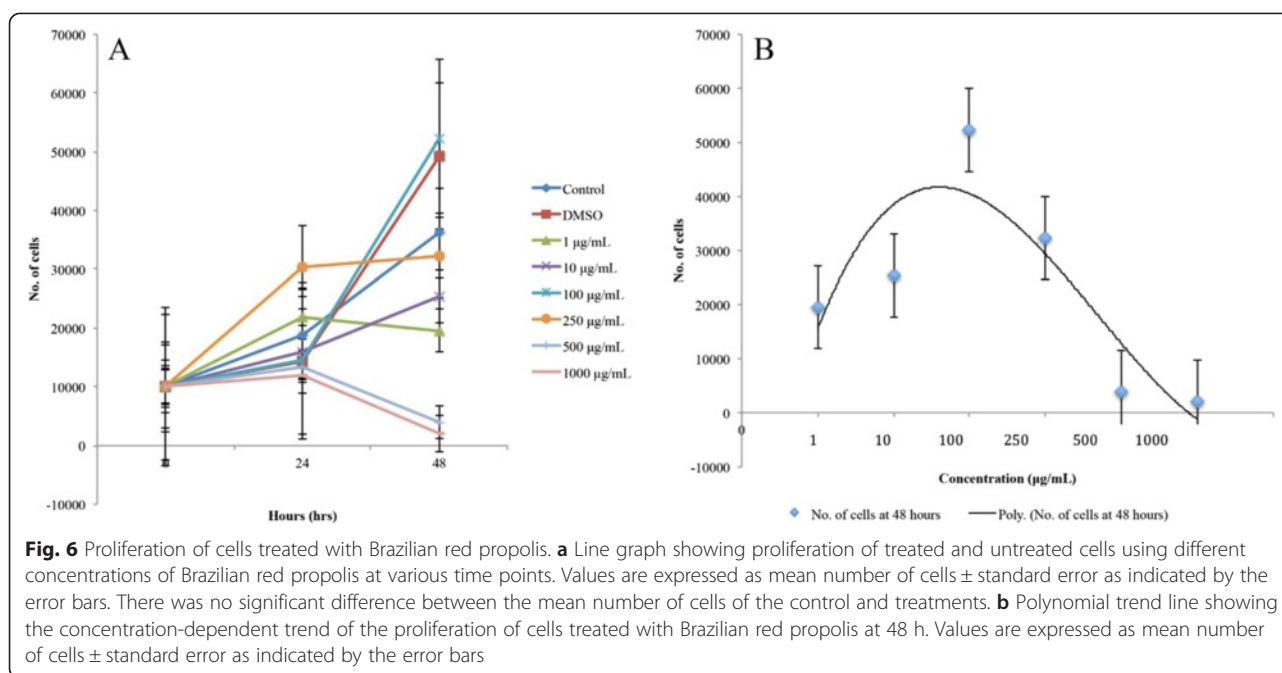 A
70000
60000
50000
40000
30000
20000
10000
0
-10000
No. of cells
24
48
Hours (hrs)
Control
DMSO
1 µg/mL
10 µg/mL
100 µg/mL
250 µg/mL
500 µg/mL
1000 µg/mL
B
70000
60000
50000
40000
30000
20000
10000
0
-10000
No. of cells
0 1 10 100 250 500 1000
Concentration (µg/mL)
No. of cells at 48 hours Poly. (No. of cells at 48 hours)
Fig. 6 Proliferation of cells treated with Brazilian red propolis. a Line graph showing proliferation of treated and untreated cells using different
concentrations of Brazilian red propolis at various time points. Values are expressed as mean number of cells ± standard error as indicated by the
error bars. There was no significant difference between the mean number of cells of the control and treatments. b Polynomial trend line showing
the concentration-dependent trend of the proliferation of cells treated with Brazilian red propolis at 48 h. Values are expressed as mean number
of cells ± standard error as indicated by the error bars